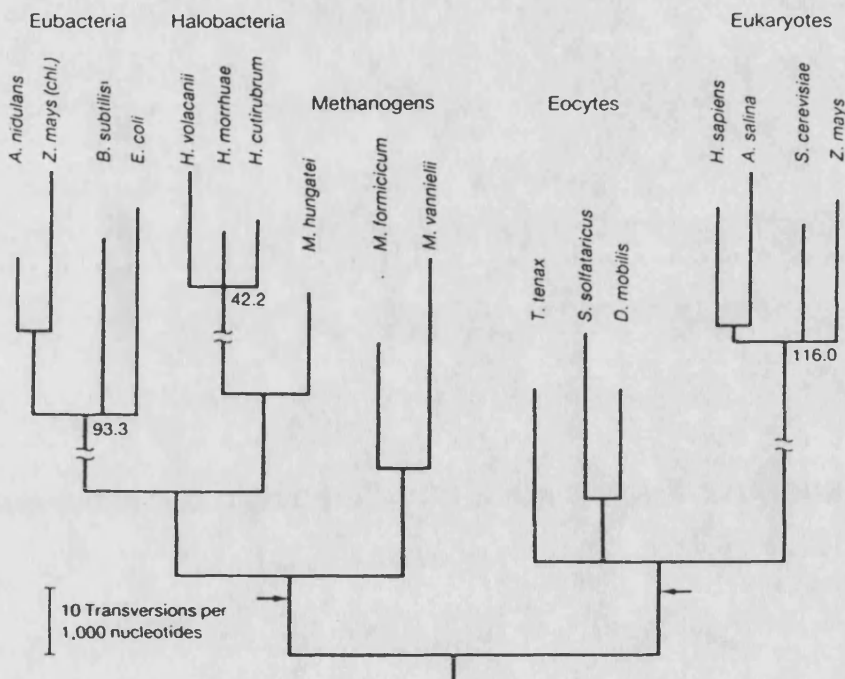 Eubacteria
Halobacteria
Eukaryotes
Methanogens
Eocytes
A. nidulans
Z. mays (chl.)
B. subtilis
E. coli
H. volacanii
H. morrhuae
H. cutirubrum
M. hungatei
M. formicicum
M. vannielii
T. tenax
S. solfataricus
D. mobilis
H. sapiens
A. salina
S. cerevisiae
Z. mays
42.2
116.0
93.3
10 Transversions per
1,000 nucleotides